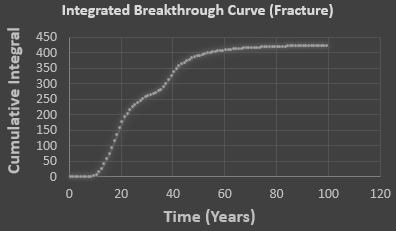 Integrated Breakthrough Curve (Fracture)
Cumulative Integral
450
400
350
300
250
200
150
100
50
0
0 20 40 60 80 100 120
Time (Years)